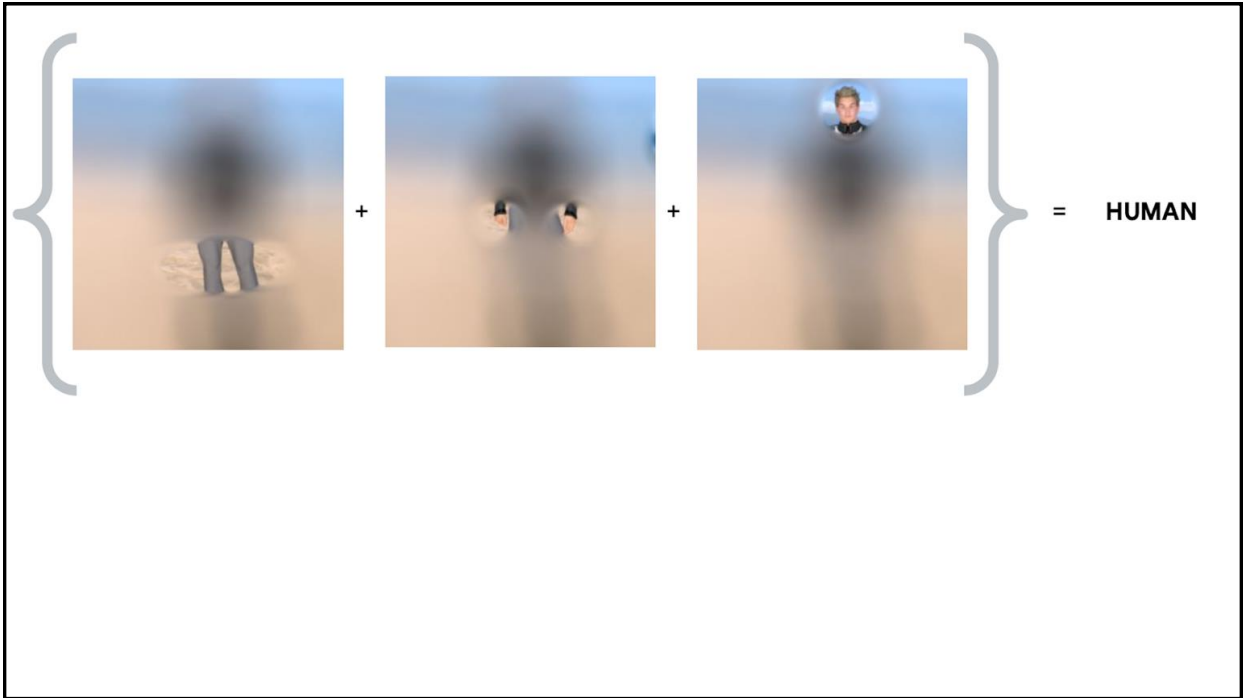 + + = HUMAN